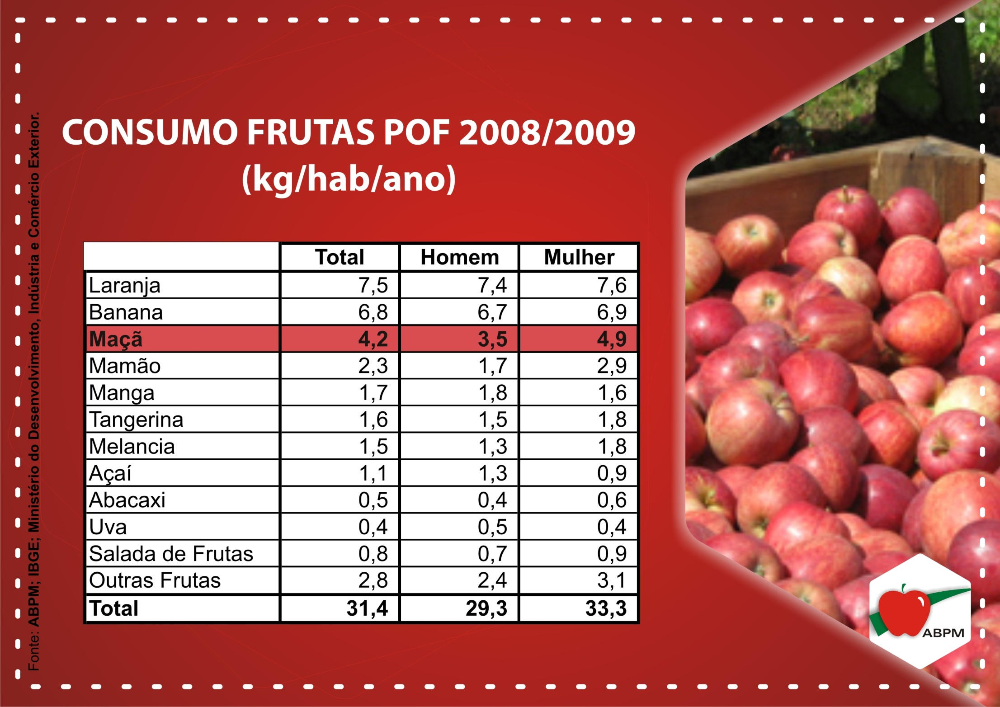 CONSUMO FRUTAS POF 2008/2009
(kg/hab/ano)
Total Homem Mulher
Laranja 7,5 7,4 7,6
Banana 6,8 6,7 6,9
Maçã 4,2 3,5 4,9
Mamão 2,3 1,7 2,9
Manga 1,7 1,8 1,6
Tangerina 1,6 1,5 1,8
Melancia 1,5 1,3 1,8
Açaí 1,1 1,3 0,9
Abacaxi 0,5 0,4 0,6
Uva 0,4 0,5 0,4
Salada de Frutas 0,8 0,7 0,9
Outras Frutas 2,8 2,4 3,1
Total 31,4 29,3 33,3
Fonte: ABPM; IBGE; Ministério do Desenvolvimento, Indústria e Comércio Exterior.
ABPM